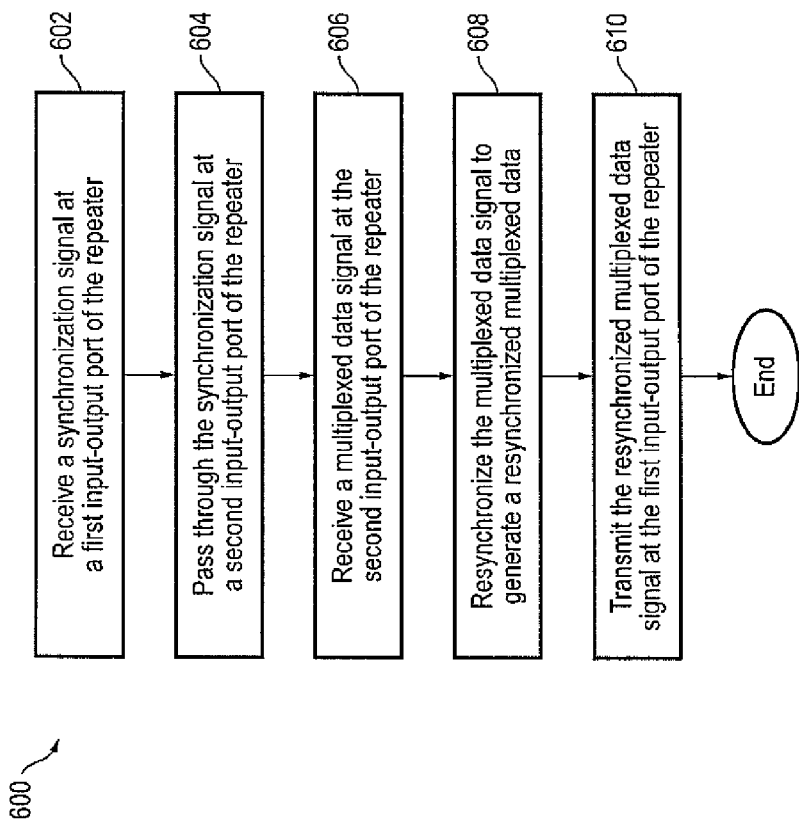 600
Receive a synchronization signal at
a first input-output port of the repeater
602
Pass through the synchronization signal at
a second input-output port of the repeater
604
Receive a multiplexed data signal at the
second input-output port of the repeater
606
Resynchronize the multiplexed data signal to
generate a resynchronized multiplexed data
608
Transmit the resynchronized multiplexed data
signal at the first input-output port of the repeater
610
End